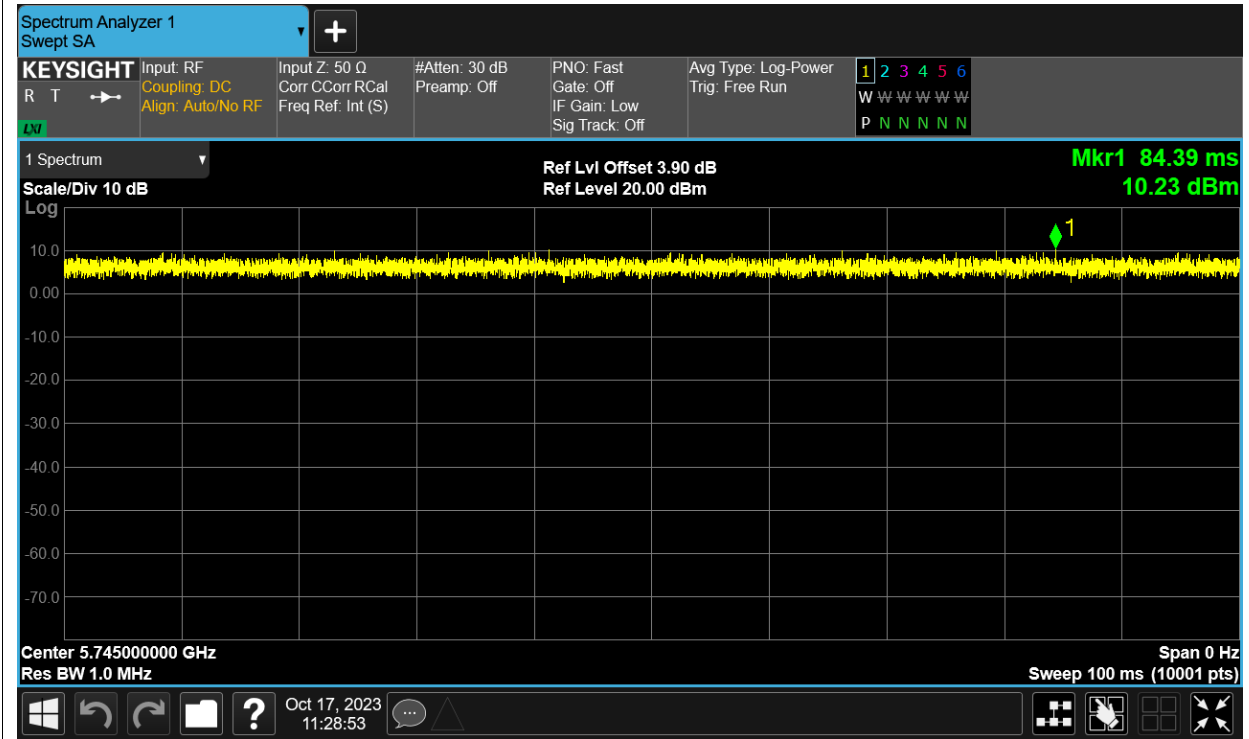 Spectrum Analyzer 1
Swept SA
KEYSIGHT
R T
LXI
Input: RF
Coupling: DC
Align: Auto/No RF
Input Z: 50 Ω
Corr CCorr RCal
Freq Ref: Int (S)
#Atten: 30 dB
Preamp: Off
PNO: Fast
Gate: Off
IF Gain: Low
Sig Track: Off
Avg Type: Log-Power
Trig: Free Run
1 2 3 4 5 6
W W W W W W
P N N N N N
1 Spectrum
Scale/Div 10 dB
Ref Lvl Offset 3.90 dB
Ref Level 20.00 dBm
Mkr1 84.39 ms
10.23 dBm
Log
1
10.0
0.00
-10.0
-20.0
-30.0
-40.0
-50.0
-60.0
-70.0
Center 5.745000000 GHz
Res BW 1.0 MHz
Span 0 Hz
Sweep 100 ms (10001 pts)
?
Oct 17, 2023
11:28:53